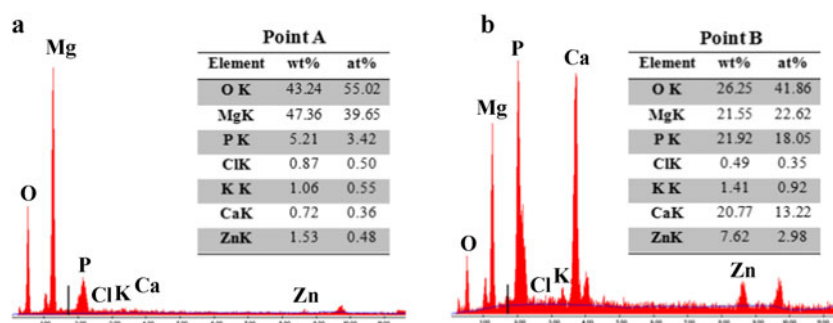 a
Point A
Element wt% at%
O K 43.24 55.02
MgK 47.36 39.65
P K 5.21 3.42
ClK 0.87 0.50
K K 1.06 0.55
CaK 0.72 0.36
ZnK 1.53 0.48
Mg
O
P
Cl K Ca
Zn
b
Point B
Element wt% at%
O K 26.25 41.86
MgK 21.55 22.62
P K 21.92 18.05
ClK 0.49 0.35
K K 1.41 0.92
CaK 20.77 13.22
ZnK 7.62 2.98
P
Ca
Mg
O
Cl K
Zn